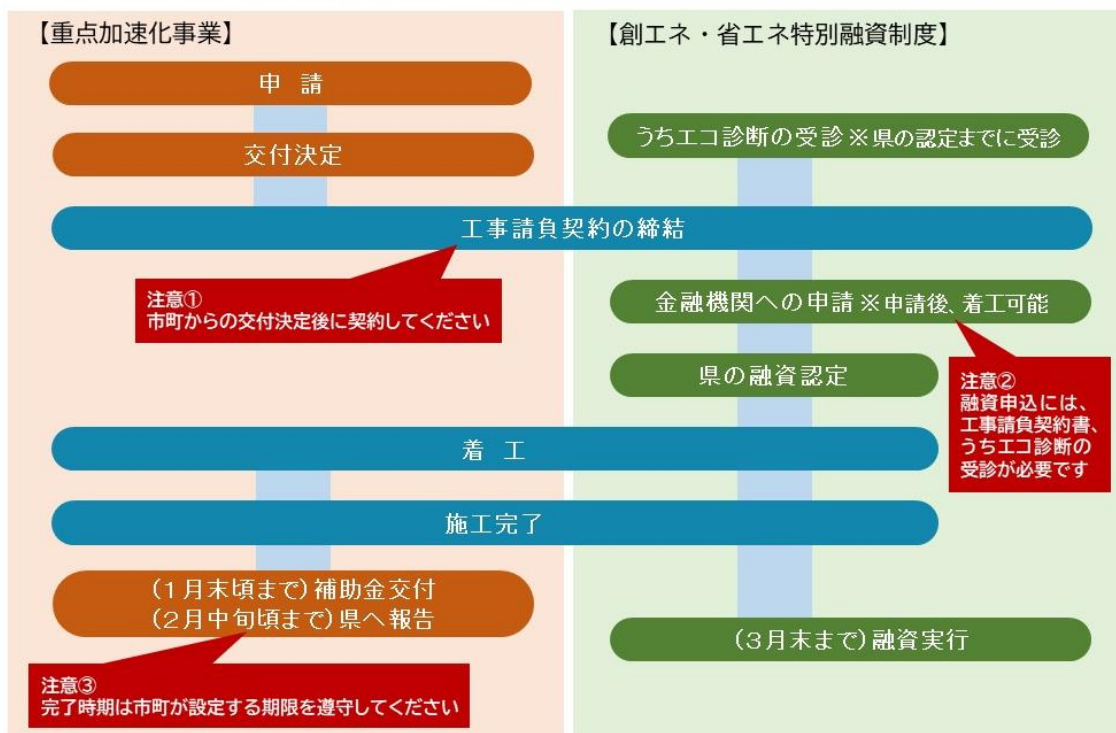 【重点加速化事業】
【創エネ・省エネ特別融資制度】
申 請
うちエコ診断の受診※県の認定までに受診
交付決定
工事請負契約の締結
注意①
市町からの交付決定後に契約してください
金融機関への申請※申請後、着工可能
県の融資認定
注意②
融資申込には、
工事請負契約書、
うちエコ診断の
受診が必要です
着 工
施工完了
(1月末頃まで)補助金交付
(2月中旬頃まで)県へ報告
(3月末まで)融資実行
注意③
完了時期は市町が設定する期限を遵守してください